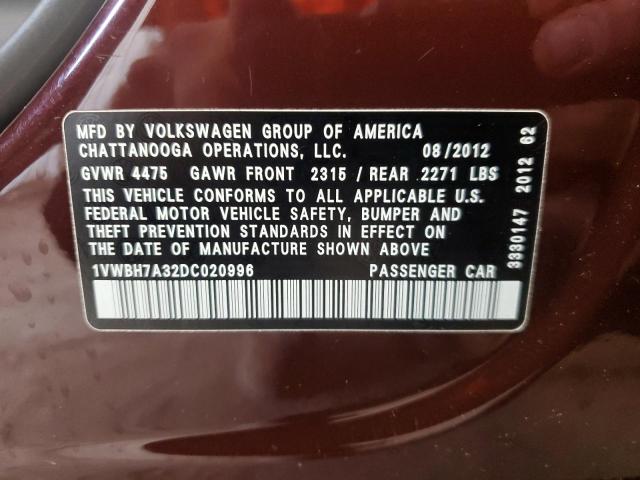 MFD BY VOLKSWAGEN GROUP OF AMERICA
CHATTANOOGA OPERATIONS, LLC. 08/2012
GVWR 4475 GAWR FRONT 2315 / REAR 2271 LBS
THIS VEHICLE CONFORMS TO ALL APPLICABLE U.S.
FEDERAL MOTOR VEHICLE SAFETY, BUMPER AND
THEFT PREVENTION STANDARDS IN EFFECT ON
THE DATE OF MANUFACTURE SHOWN ABOVE
1VWBH7A32DC020996 PASSENGER CAR
3330147 2012 62